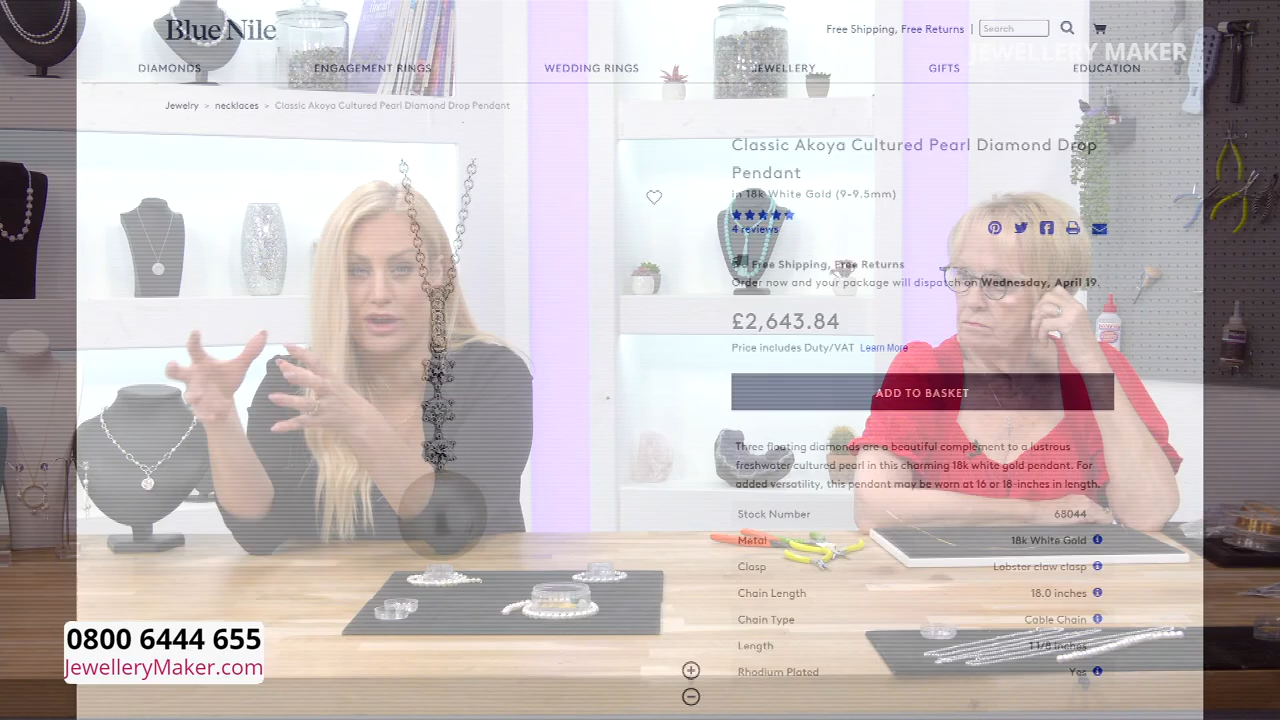 Blue Nile
Free Shipping, Free Returns |
Search
JEWELLERY MAKER
DIAMONDS
ENGAGEMENT RINGS
WEDDING RINGS
JEWELLERY
GIFTS
EDUCATION
Jewelry > necklaces > Classic Akoya Cultured Pearl Diamond Drop Pendant
Classic Akoya Cultured Pearl Diamond Drop
Pendant
in 18k White Gold (9-9.5mm)
4 reviews
Free Shipping, Free Returns
Order now and your package will dispatch on Wednesday, April 19.
£2,643.84
Price includes Duty/VAT Learn More
ADD TO BASKET
Three floating diamonds are a beautiful complement to a lustrous
freshwater cultured pearl in this charming 18k white gold pendant. For
added versatility, this pendant may be worn at 16 or 18-inches in length.
Stock Number 68044
Metal 18k White Gold
Clasp Lobster claw clasp
Chain Length 18.0 inches
Chain Type Cable Chain
Length 1 1/8 inches
Rhodium Plated Yes
0800 6444 655
JewelleryMaker.com